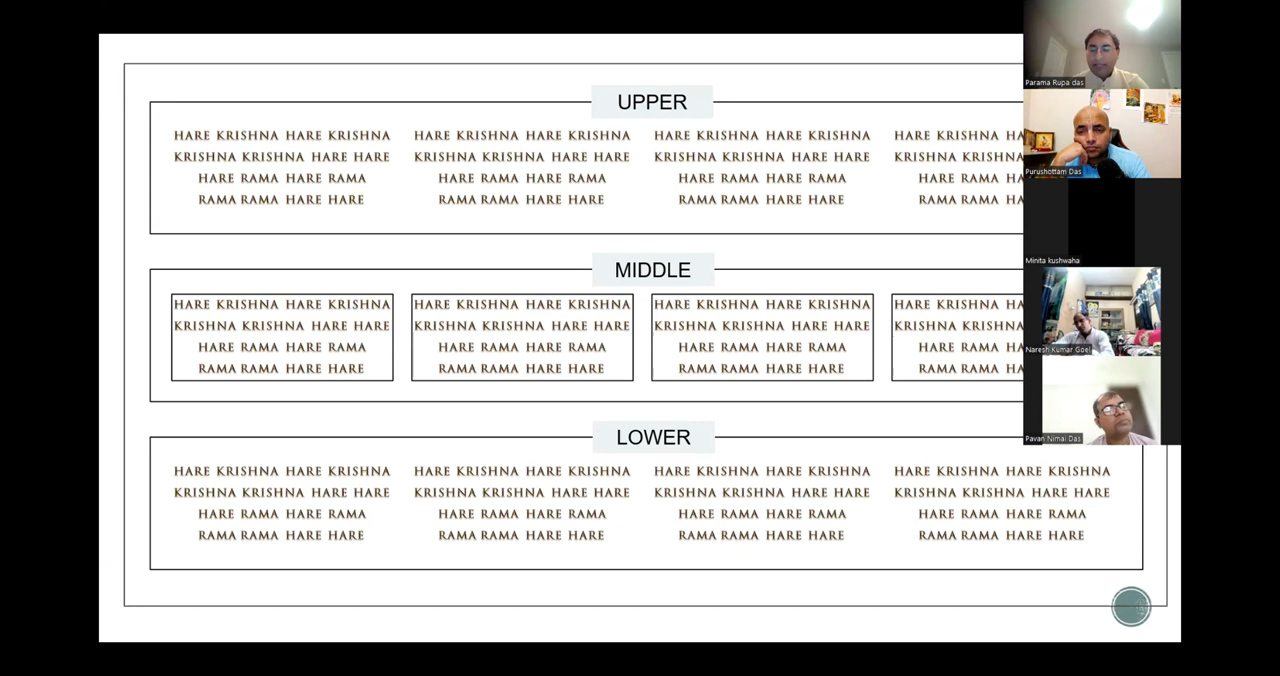 UPPER
HARE KRISHNA HARE KRISHNA HARE KRISHNA HARE KRISHNA HARE KRISHNA HARE KRISHNA HARE KRISHNA HARE
KRISHNA KRISHNA HARE HARE KRISHNA KRISHNA HARE HARE KRISHNA KRISHNA HARE HARE KRISHNA KRISHNA
HARE RAMA HARE HARE RAMA HARE RAMA HARE RAMA HARE RAMA HARE RAMA
RAMA RAMA HARE HARE RAMA RAMA HARE HARE RAMA RAMA HARE HARE RAMA RAMA
MIDDLE
HARE KRISHNA HARE KRISHNA HARE KRISHNA HARE KRISHNA HARE KRISHNA HARE KRISHNA HARE KRISHNA
KRISHNA KRISHNA HARE HARE KRISHNA KRISHNA HARE HARE KRISHNA KRISHNA HARE HARE KRISHNA KRISHNA
HARE RAMA HARE RAMA HARE RAMA HARE RAMA HARE RAMA HARE RAMA HARE RAMA
RAMA RAMA HARE HARE RAMA RAMA HARE HARE RAMA RAMA HARE HARE RAMA RAMA
LOWER
HARE KRISHNA HARE KRISHNA HARE KRISHNA HARE KRISHNA HARE KRISHNA HARE KRISHNA HARE KRISHNA HARE KRISHNA
KRISHNA KRISHNA HARE HARE KRISHNA KRISHNA HARE HARE KRISHNA KRISHNA HARE HARE KRISHNA KRISHNA HARE HARE
HARE RAMA HARE RAMA HARE RAMA HARE RAMA HARE RAMA HARE RAMA HARE RAMA HARE RAMA
RAMA RAMA HARE HARE RAMA RAMA HARE HARE RAMA RAMA HARE HARE RAMA RAMA HARE HARE
Parama Rupa das
Purushottam Das
Minita kushwaha
Naresh Kumar Goel
Pavan Nimai Das